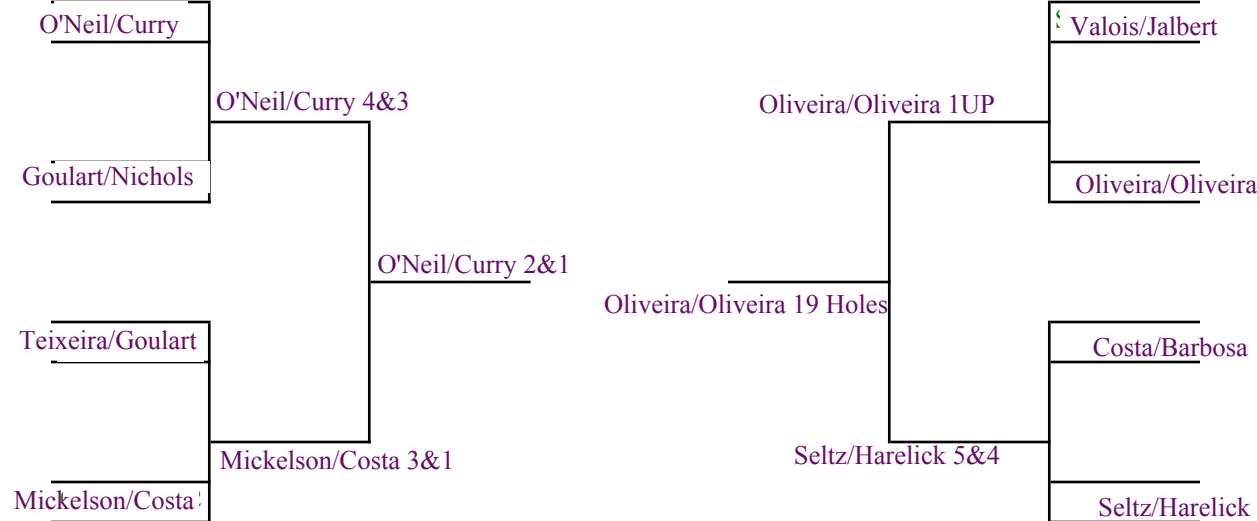 O'Neil/Curry
Valois/Jalbert
O'Neil/Curry 4&3
Oliveira/Oliveira 1UP
Goulart/Nichols
Oliveira/Oliveira
O'Neil/Curry 2&1
Oliveira/Oliveira 19 Holes
Teixeira/Goulart
Costa/Barbosa
Mickelson/Costa 3&1
Seltz/Harelick 5&4
Mickelson/Costa
Seltz/Harelick